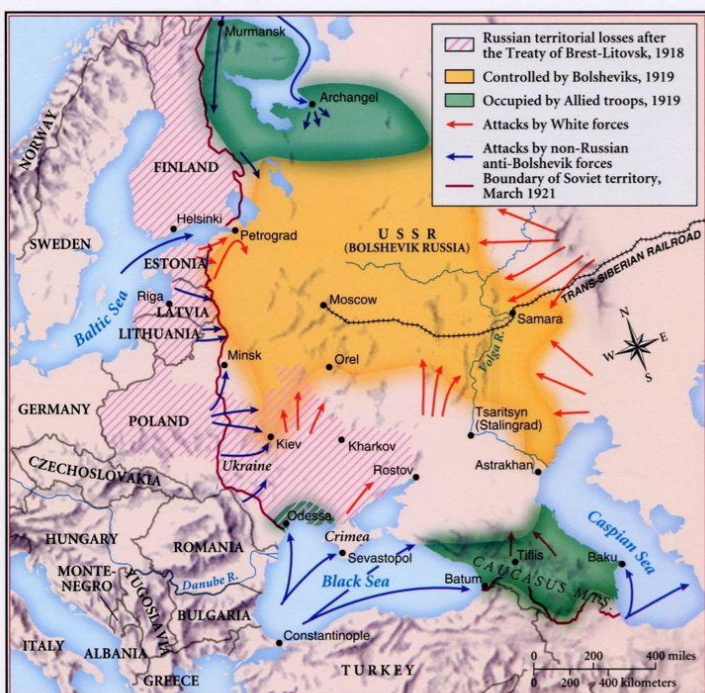 Murmansk
Archangel
Russian territorial losses after
the Treaty of Brest-Litovsk, 1918
Controlled by Bolsheviks, 1919
Occupied by Allied troops, 1919
Attacks by White forces
Attacks by non-Russian
anti-Bolshevik forces
Boundary of Soviet territory,
March 1921
NORWAY
FINLAND
SWEDEN
Helsinki
Petrograd
USSR
(BOLSHEVIK RUSSIA)
TRANS-SIBERIAN RAILROAD
ESTONIA
Baltic Sea
Riga
LATVIA
LITHUANIA
Moscow
Samara
Volga R.
N
W
E
S
Minsk
Orel
GERMANY
POLAND
Tsaritsyn
(Stalingrad)
Kiev
Kharkov
Ukraine
CZECHOSLOVAKIA
Rostov
Astrakhan
HUNGARY
Odessa
Crimea
ROMANIA
Sevastopol
Tiflis
Baku
Caspian Sea
CAUCASUS MTS.
MONTE-
NEGRO
YUGOSLAVIA
Danube R.
Black Sea
Batum
BULGARIA
Constantinople
ITALY
ALBANIA
GREECE
TURKEY
0 200 400 miles
0 200 400 kilometers